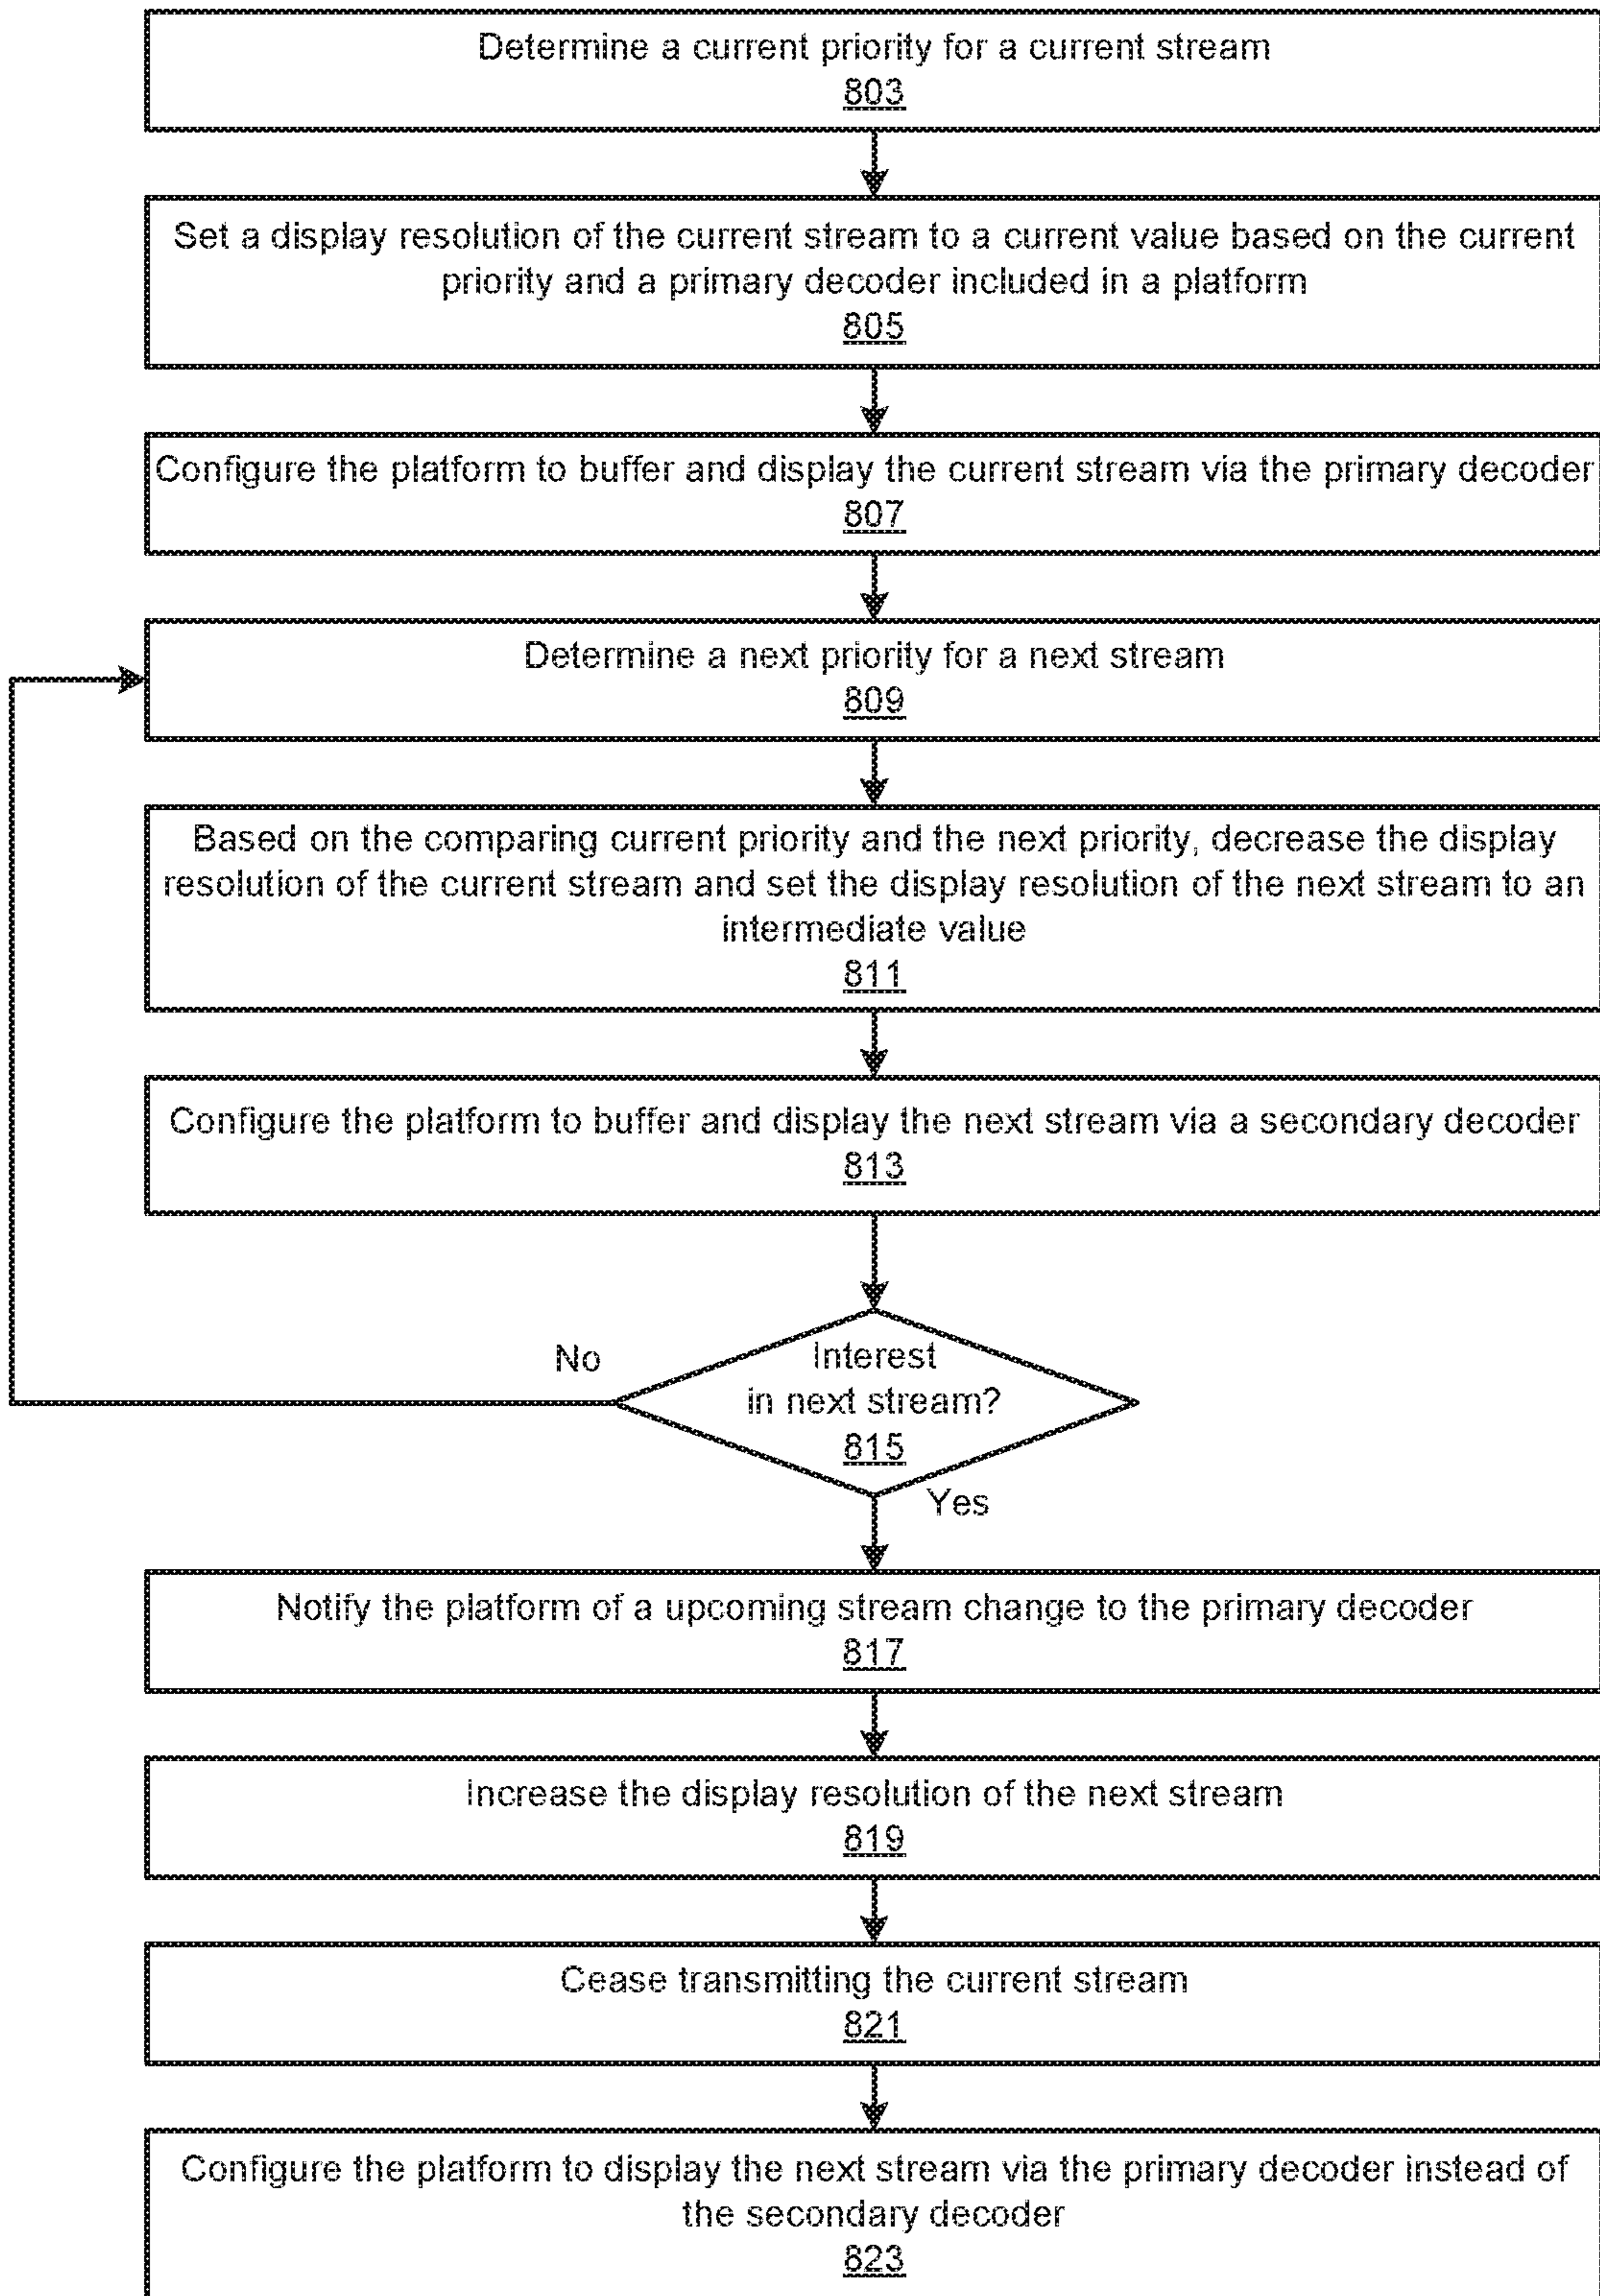 Determine a current priority for a current stream
803
Set a display resolution of the current stream to a current value based on the current
priority and a primary decoder included in a platform
805
Configure the platform to buffer and display the current stream via the primary decoder
807
Determine a next priority for a next stream
809
Based on the comparing current priority and the next priority, decrease the display
resolution of the current stream and set the display resolution of the next stream to an
intermediate value
811
Configure the platform to buffer and display the next stream via a secondary decoder
813
No
Interest
in next stream?
815
Yes
Notify the platform of a upcoming stream change to the primary decoder
817
Increase the display resolution of the next stream
819
Cease transmitting the current stream
821
Configure the platform to display the next stream via the primary decoder instead of
the secondary decoder
823